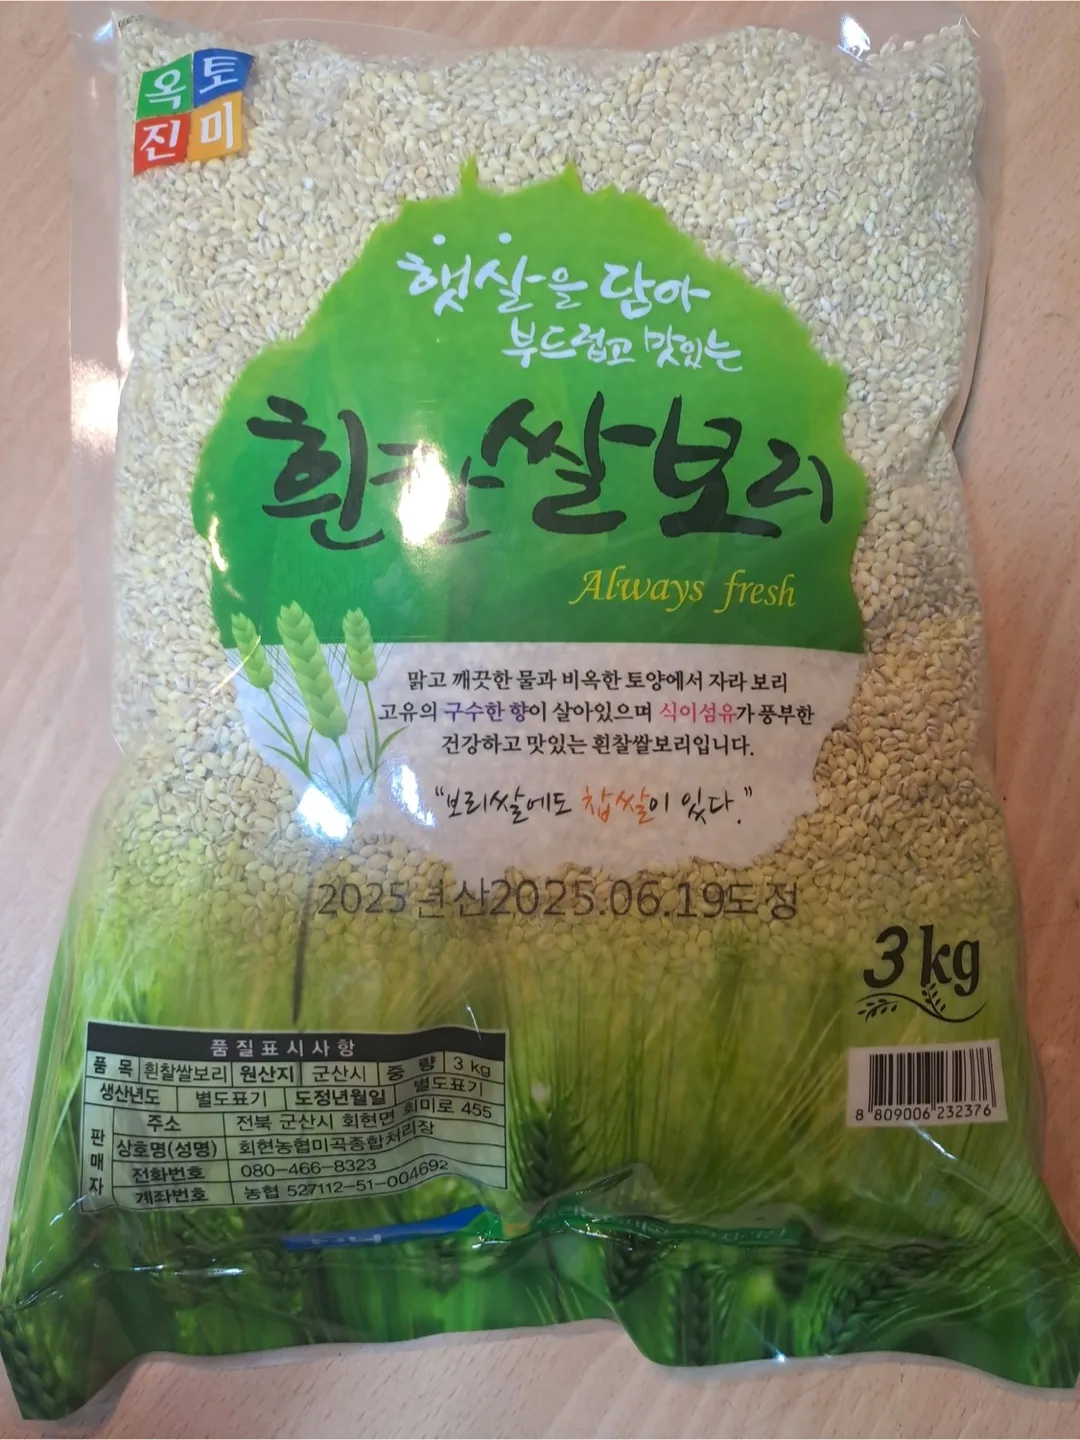 옥토
진미
햇살을 담아
부드럽고 맛있는
흰찰쌀보리
Always fresh
맑고 깨끗한 물과 비옥한 토양에서 자라 보리
고유의 구수한 향이 살아있으며 식이섬유가 풍부한
건강하고 맛있는 흰찰쌀보리입니다.
"보리쌀에도 찹쌀이 있다."
2025년산2025.06.19도정
3kg
품질표시사항
품목 흰찰쌀보리 원산지 군산시 중량 3 kg
생산년도 별도표기 도정년월일 별도표기
판매자
주소 전북 군산시 회현면 회미로 455
상호명(성명) 회현농협미곡종합처리장
전화번호 080-466-8323
계좌번호 농협 527112-51-004692
8 809006 232376